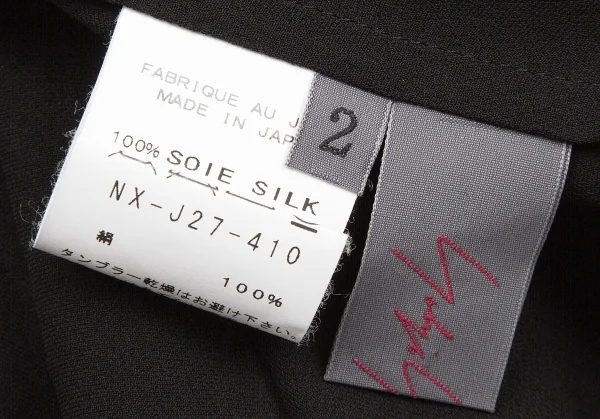 FABRIQUE AU J
MADE IN JAP
2
100% SOIE SILK
NX-J27-410
絹 100%
タンブラー乾燥はお避け下さい。